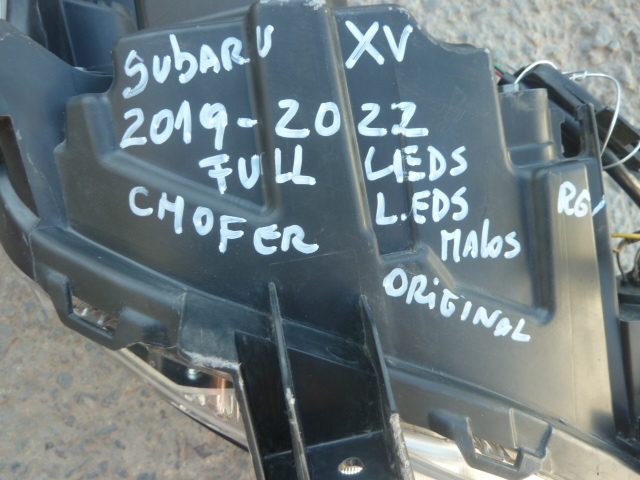 SUBARU XV
2019-2022
FULL LEDS
CHOFER L.EDS
MALOS
ORIGINAL